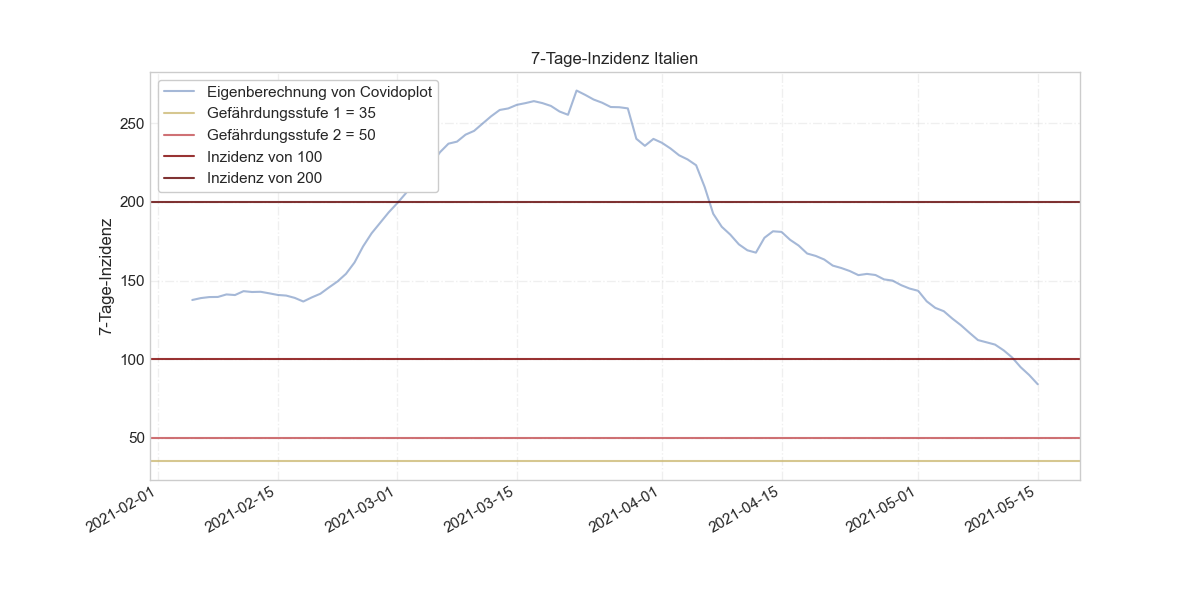 7-Tage-Inzidenz Italien
Eigenberechnung von Covidoplot
Gefährdungsstufe 1 = 35
Gefährdungsstufe 2 = 50
Inzidenz von 100
Inzidenz von 200
7-Tage-Inzidenz
250
200
150
100
50
2021-02-01
2021-02-15
2021-03-01
2021-03-15
2021-04-01
2021-04-15
2021-05-01
2021-05-15